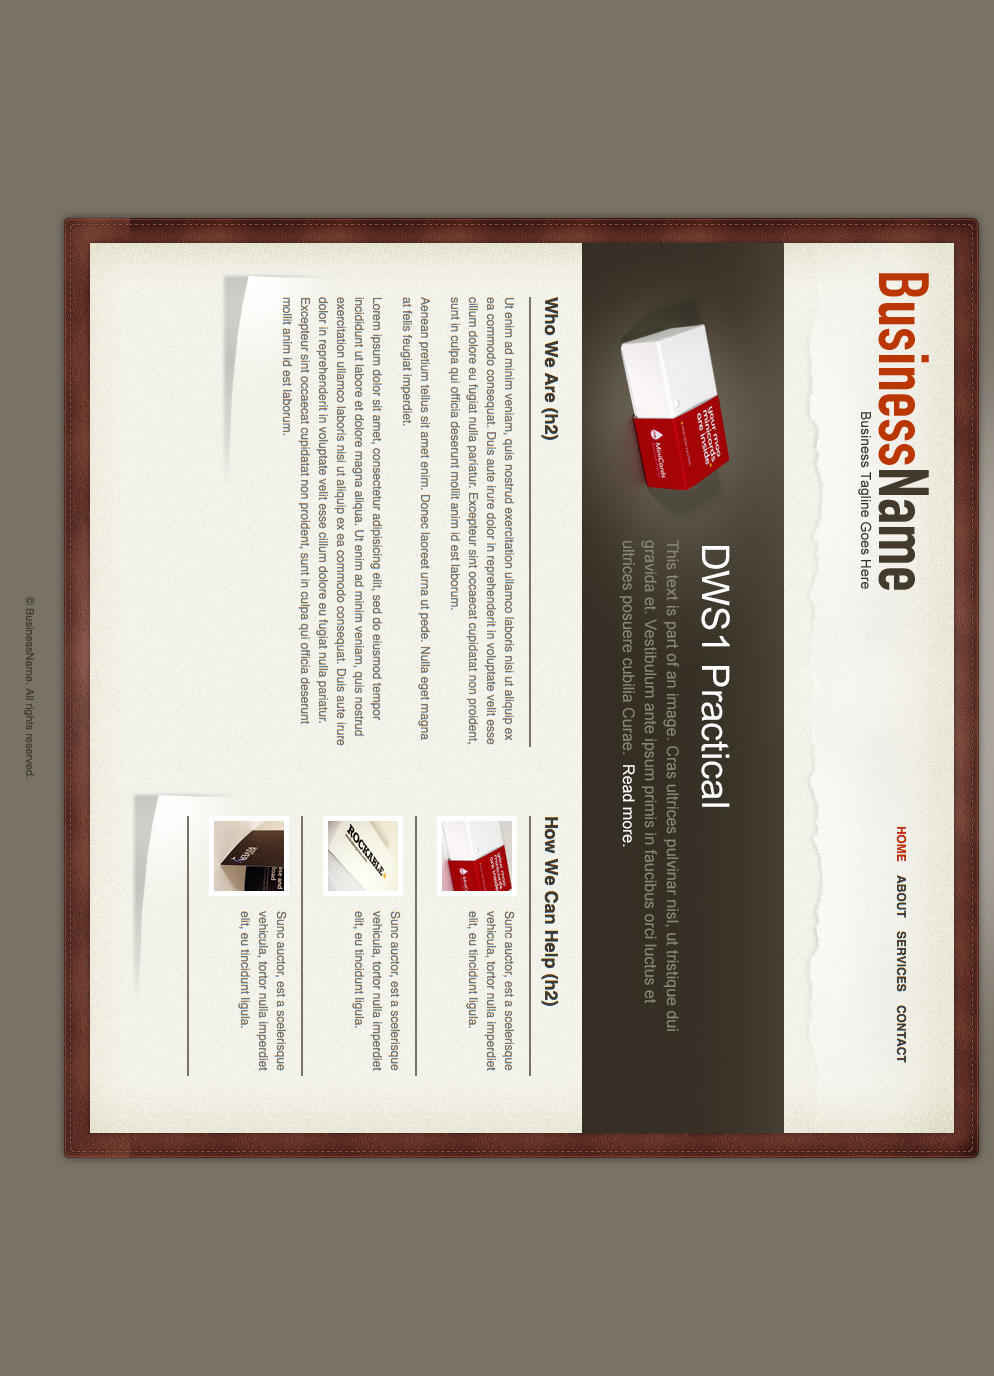 BusinessName
Business Tagline Goes Here
HOME ABOUT SERVICES CONTACT
your moo
minicards
are inside
MiniCards
DWS1 Practical
This text is part of an image. Cras ultrices pulvinar nisl, ut tristique dui
gravida et. Vestibulum ante ipsum primis in faucibus orci luctus et
ultrices posuere cubilia Curae. Read more.
Who We Are (h2)
Ut enim ad minim veniam, quis nostrud exercitation ullamco laboris nisi ut aliquip ex
ea commodo consequat. Duis aute irure dolor in reprehenderit in voluptate velit esse
cillum dolore eu fugiat nulla pariatur. Excepteur sint occaecat cupidatat non proident,
sunt in culpa qui officia deserunt mollit anim id est laborum.
Aenean pretium tellus sit amet enim. Donec laoreet urna ut pede. Nulla eget magna
at felis feugiat imperdiet.
Lorem ipsum dolor sit amet, consectetur adipisicing elit, sed do eiusmod tempor
incididunt ut labore et dolore magna aliqua. Ut enim ad minim veniam, quis nostrud
exercitation ullamco laboris nisi ut aliquip ex ea commodo consequat. Duis aute irure
dolor in reprehenderit in voluptate velit esse cillum dolore eu fugiat nulla pariatur.
Excepteur sint occaecat cupidatat non proident, sunt in culpa qui officia deserunt
mollit anim id est laborum.
How We Can Help (h2)
your moo
minicards
are inside
Sunc auctor, est a scelerisque
vehicula, tortor nulla imperdiet
elit, eu tincidunt ligula.
ROCKABLE
Sunc auctor, est a scelerisque
vehicula, tortor nulla imperdiet
elit, eu tincidunt ligula.
Sunc auctor, est a scelerisque
vehicula, tortor nulla imperdiet
elit, eu tincidunt ligula.
© BusinessName. All rights reserved.